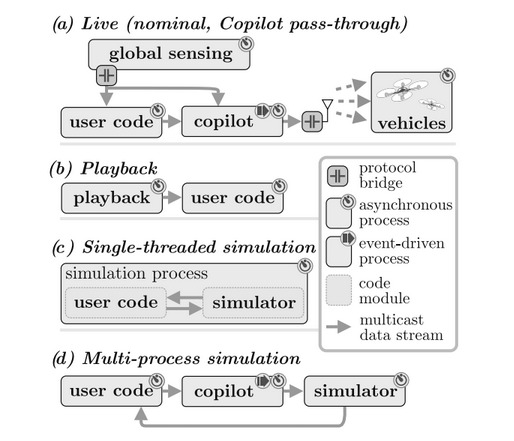 (a) Live (nominal, Copilot pass-through)
global sensing
user code
copilot
vehicles
(b) Playback
playback
user code
(c) Single-threaded simulation
simulation process
user code
simulator
protocol
bridge
asynchronous
process
event-driven
process
code
module
multicast
data stream
(d) Multi-process simulation
user code
copilot
simulator